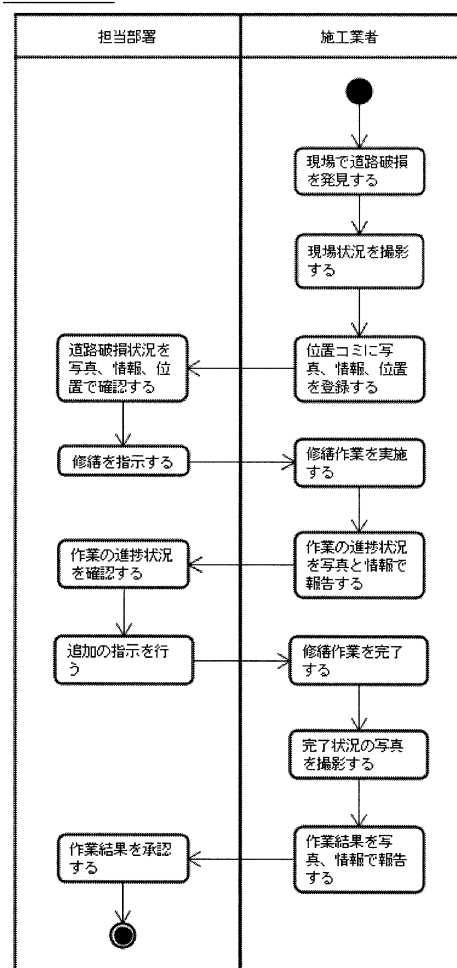 担当部署
施工業者
現場で道路破損
を発見する
現場状況を撮影
する
位置コミに写
真、情報、位置
を登録する
道路破損状況を
写真、情報、位
置で確認する
修繕を指示する
修繕作業を実施
する
作業の進捗状況
を写真と情報で
報告する
作業の進捗状況
を確認する
追加の指示を行
う
修繕作業を完了
する
完了状況の写真
を撮影する
作業結果を写
真、情報で報告
する
作業結果を承認
する